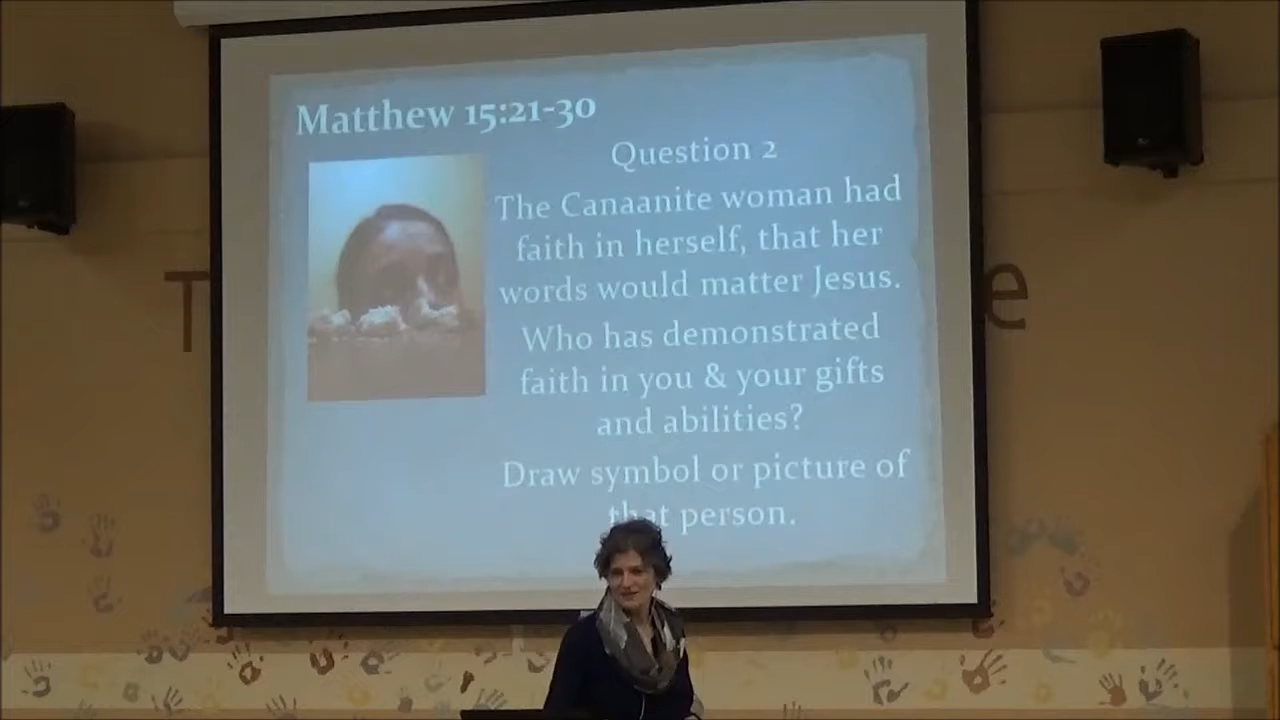 Matthew 15:21-30
Question 2
The Canaanite woman had
faith in herself, that her
words would matter Jesus.
Who has demonstrated
faith in you & your gifts
and abilities?
Draw symbol or picture of
that person.
T
e